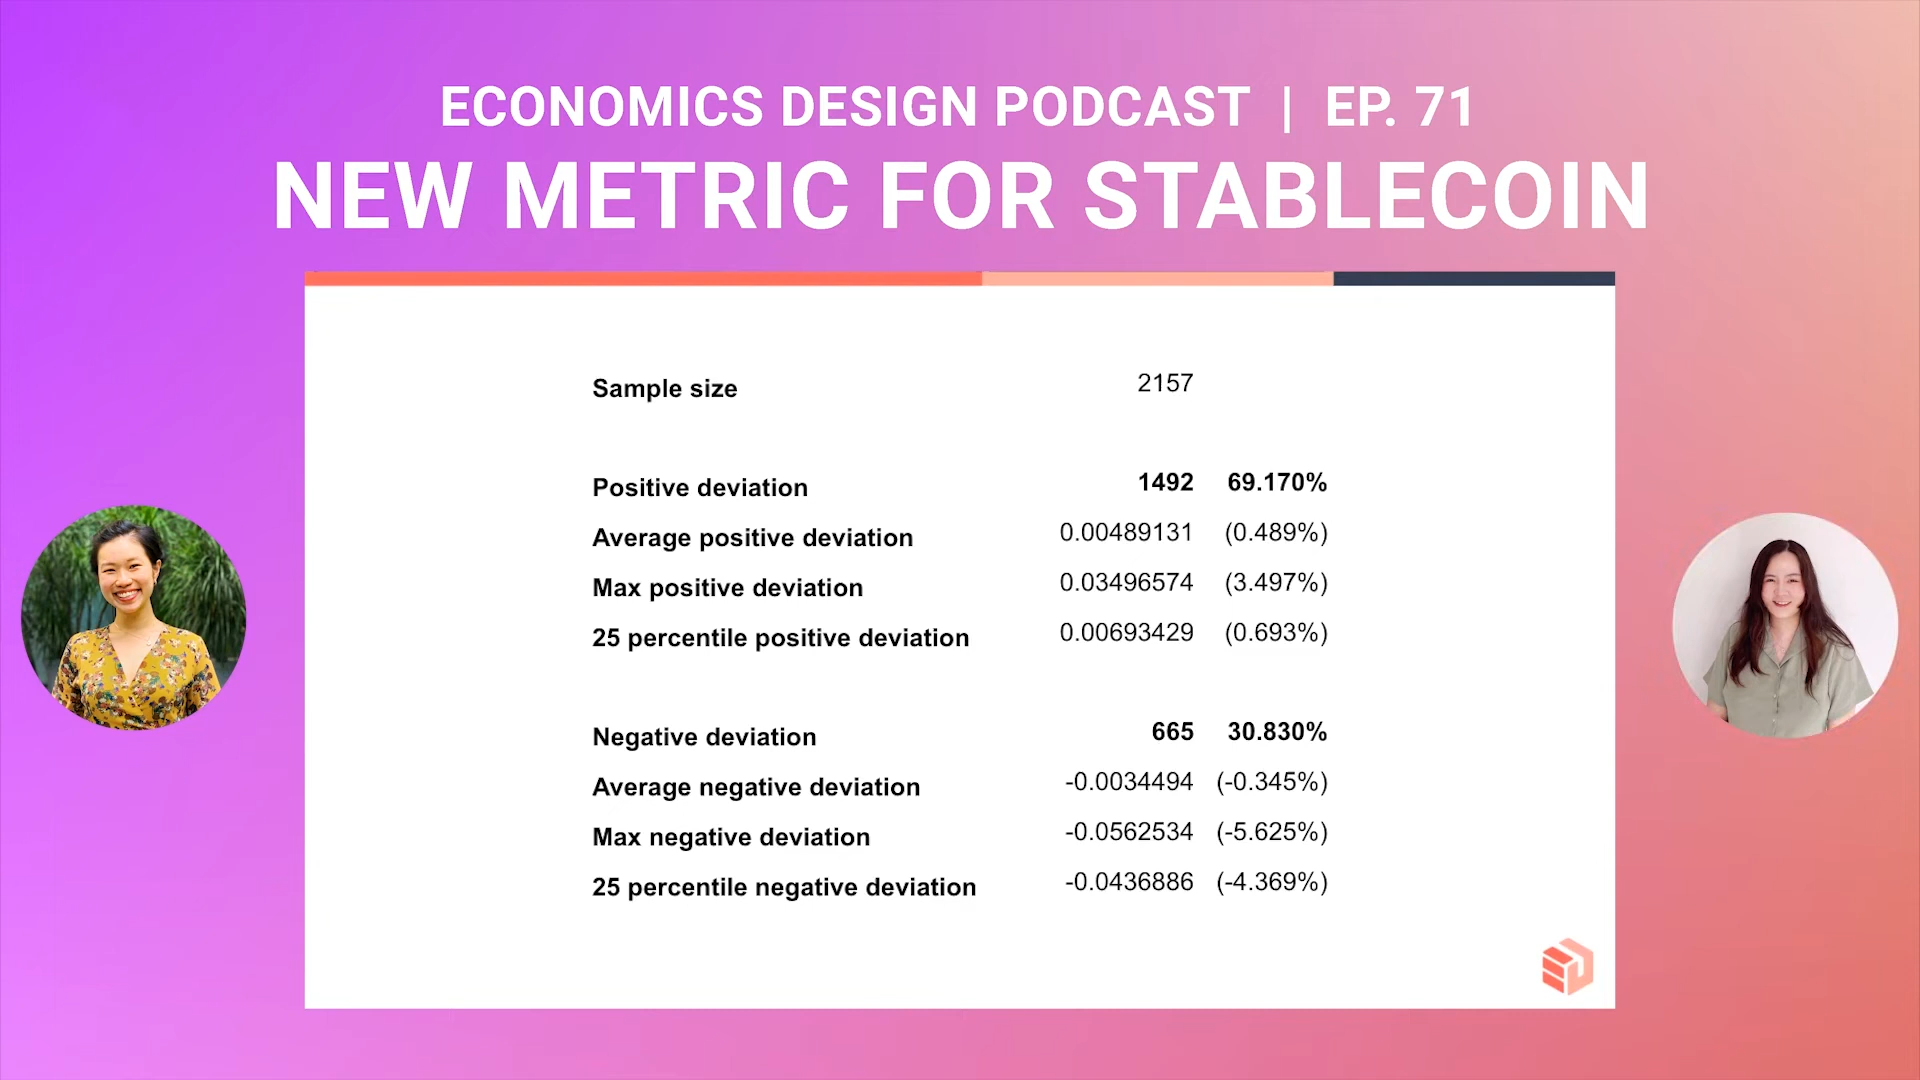 ECONOMICS DESIGN PODCAST | EP. 71
NEW METRIC FOR STABLECOIN
Sample size 2157
Positive deviation 1492 69.170%
Average positive deviation 0.00489131 (0.489%)
Max positive deviation 0.03496574 (3.497%)
25 percentile positive deviation 0.00693429 (0.693%)
Negative deviation 665 30.830%
Average negative deviation -0.0034494 (-0.345%)
Max negative deviation -0.0562534 (-5.625%)
25 percentile negative deviation -0.0436886 (-4.369%)